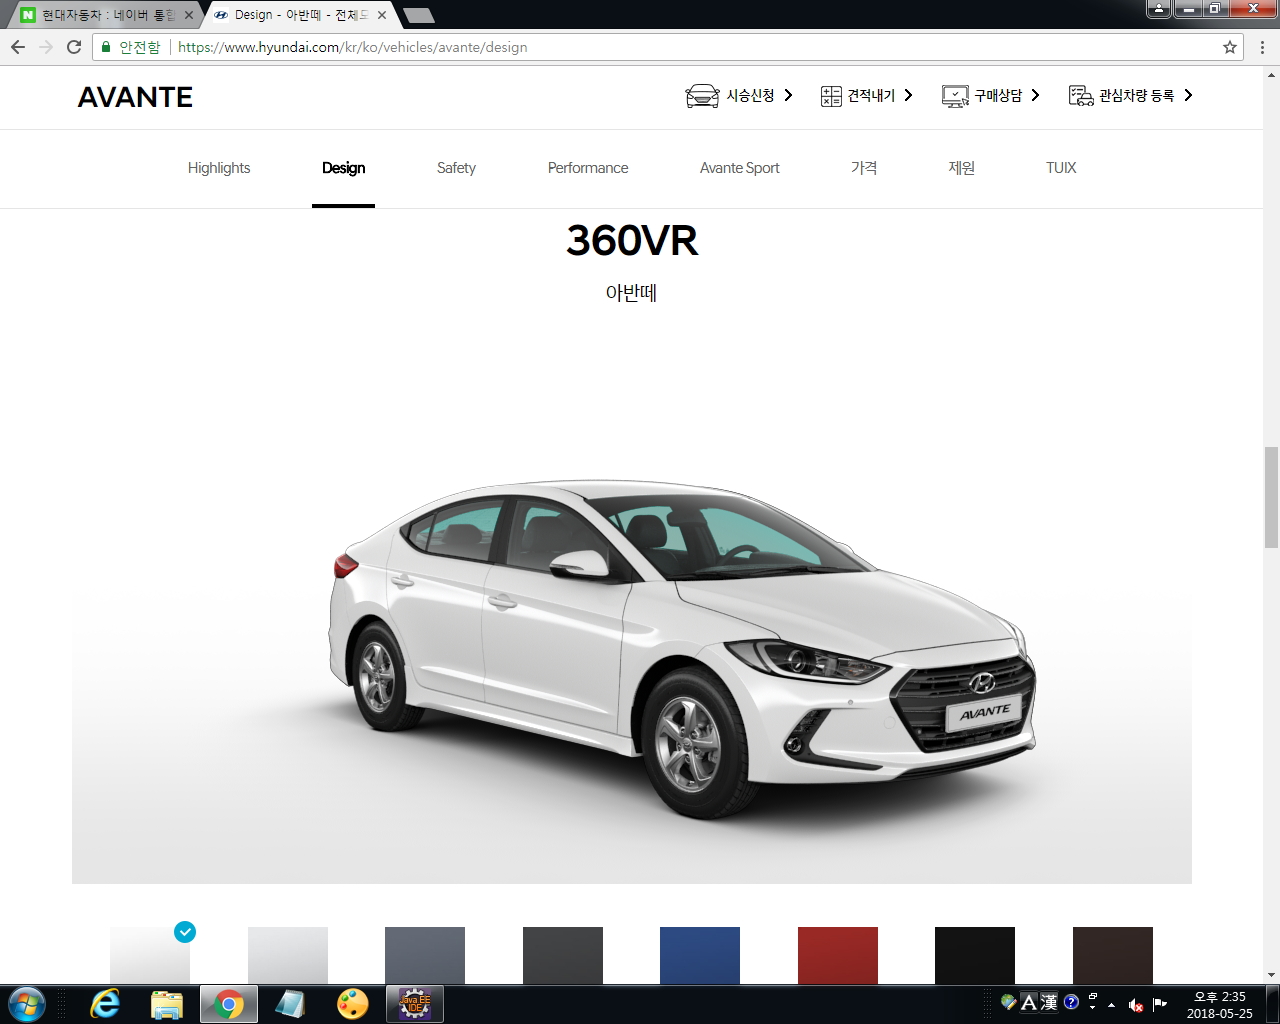 현대자동차 : 네이버 통합
Design - 아반떼 - 전체모
안전함
https://www.hyundai.com/kr/ko/vehicles/avante/design
AVANTE
시승신청
견적내기
구매상담
관심차량 등록
Highlights
Design
Safety
Performance
Avante Sport
가격
제원
TUIX
360VR
아반떼
AVANTE
Java EE
IDE
A 漢
오후 2:35
2018-05-25